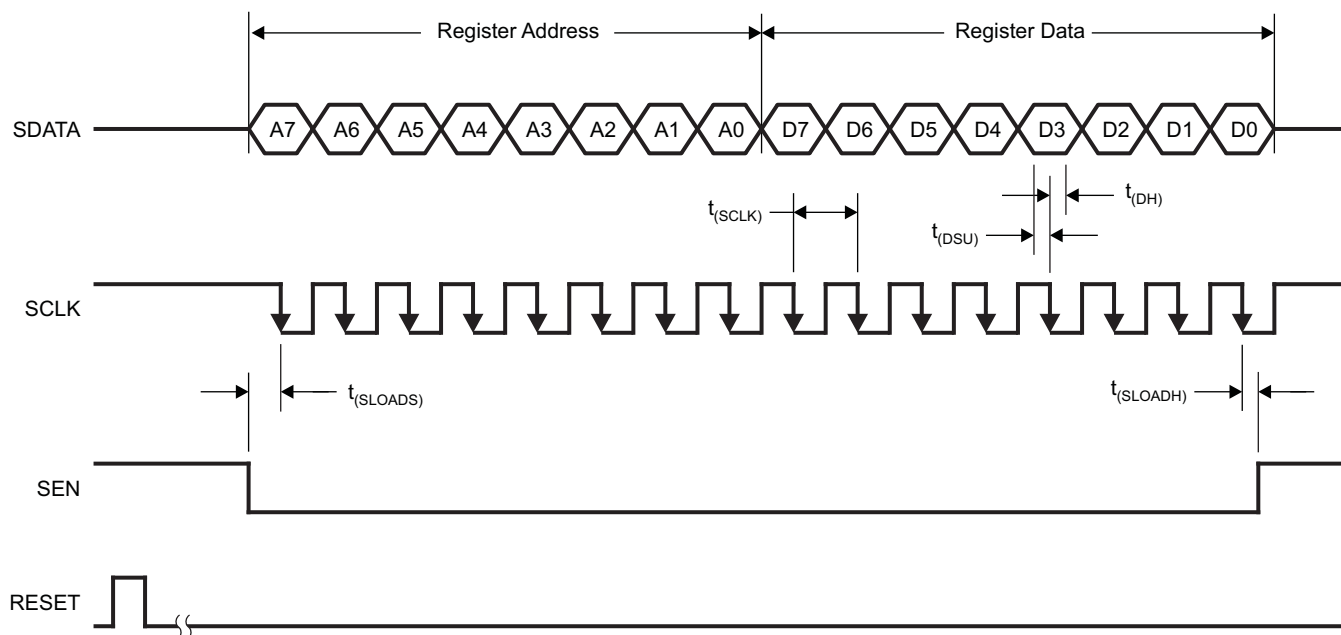 Register Address Register Data
SDATA A7 A6 A5 A4 A3 A2 A1 A0 D7 D6 D5 D4 D3 D2 D1 D0
t(DH)
t(SCLK)
t(DSU)
SCLK
t(SLOADS) t(SLOADH)
SEN
RESET